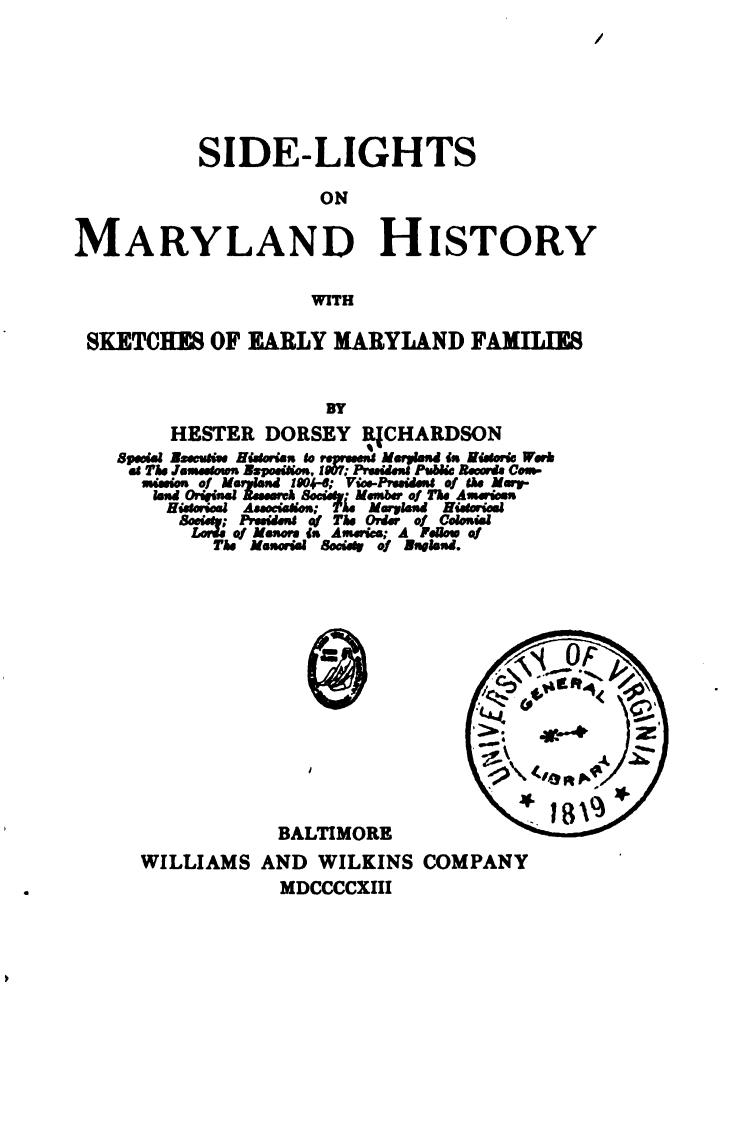 SIDE-LIGHTS
ON
MARYLAND HISTORY
WITH
SKETCHES OF EARLY MARYLAND FAMILIES
BY
HESTER DORSEY RICHARDSON
Special Executive Historian to represent Maryland in Historic Work
at The Jamestown Exposition, 1907; President Public Records Com-
mission of Maryland 1904-6; Vice-President of the Mary-
land Original Research Society; Member of The American
Historical Association; The Maryland Historical
Society; President of The Order of Colonial
Lords of Manors in America; A Fellow of
The Manorial Society of England.
UNIVERSITY OF VIRGINIA
GENERAL
LIBRARY
★ 1819 ★
BALTIMORE
WILLIAMS AND WILKINS COMPANY
MDCCCCXIII